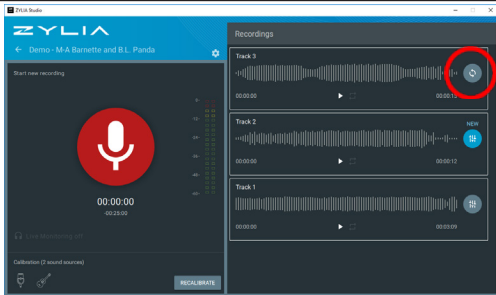 ZYLIA Studio
ZYLIA
Demo - M-A Barnette and B.L. Panda
Start new recording
00:00:00
-00:25:00
Live monitoring off
Calibration (2 sound sources)
RECALIBRATE
Recordings
Track 3
00:00:00
00:00:15
Track 2
NEW
00:00:00
00:00:12
Track 1
00:00:00
00:03:09